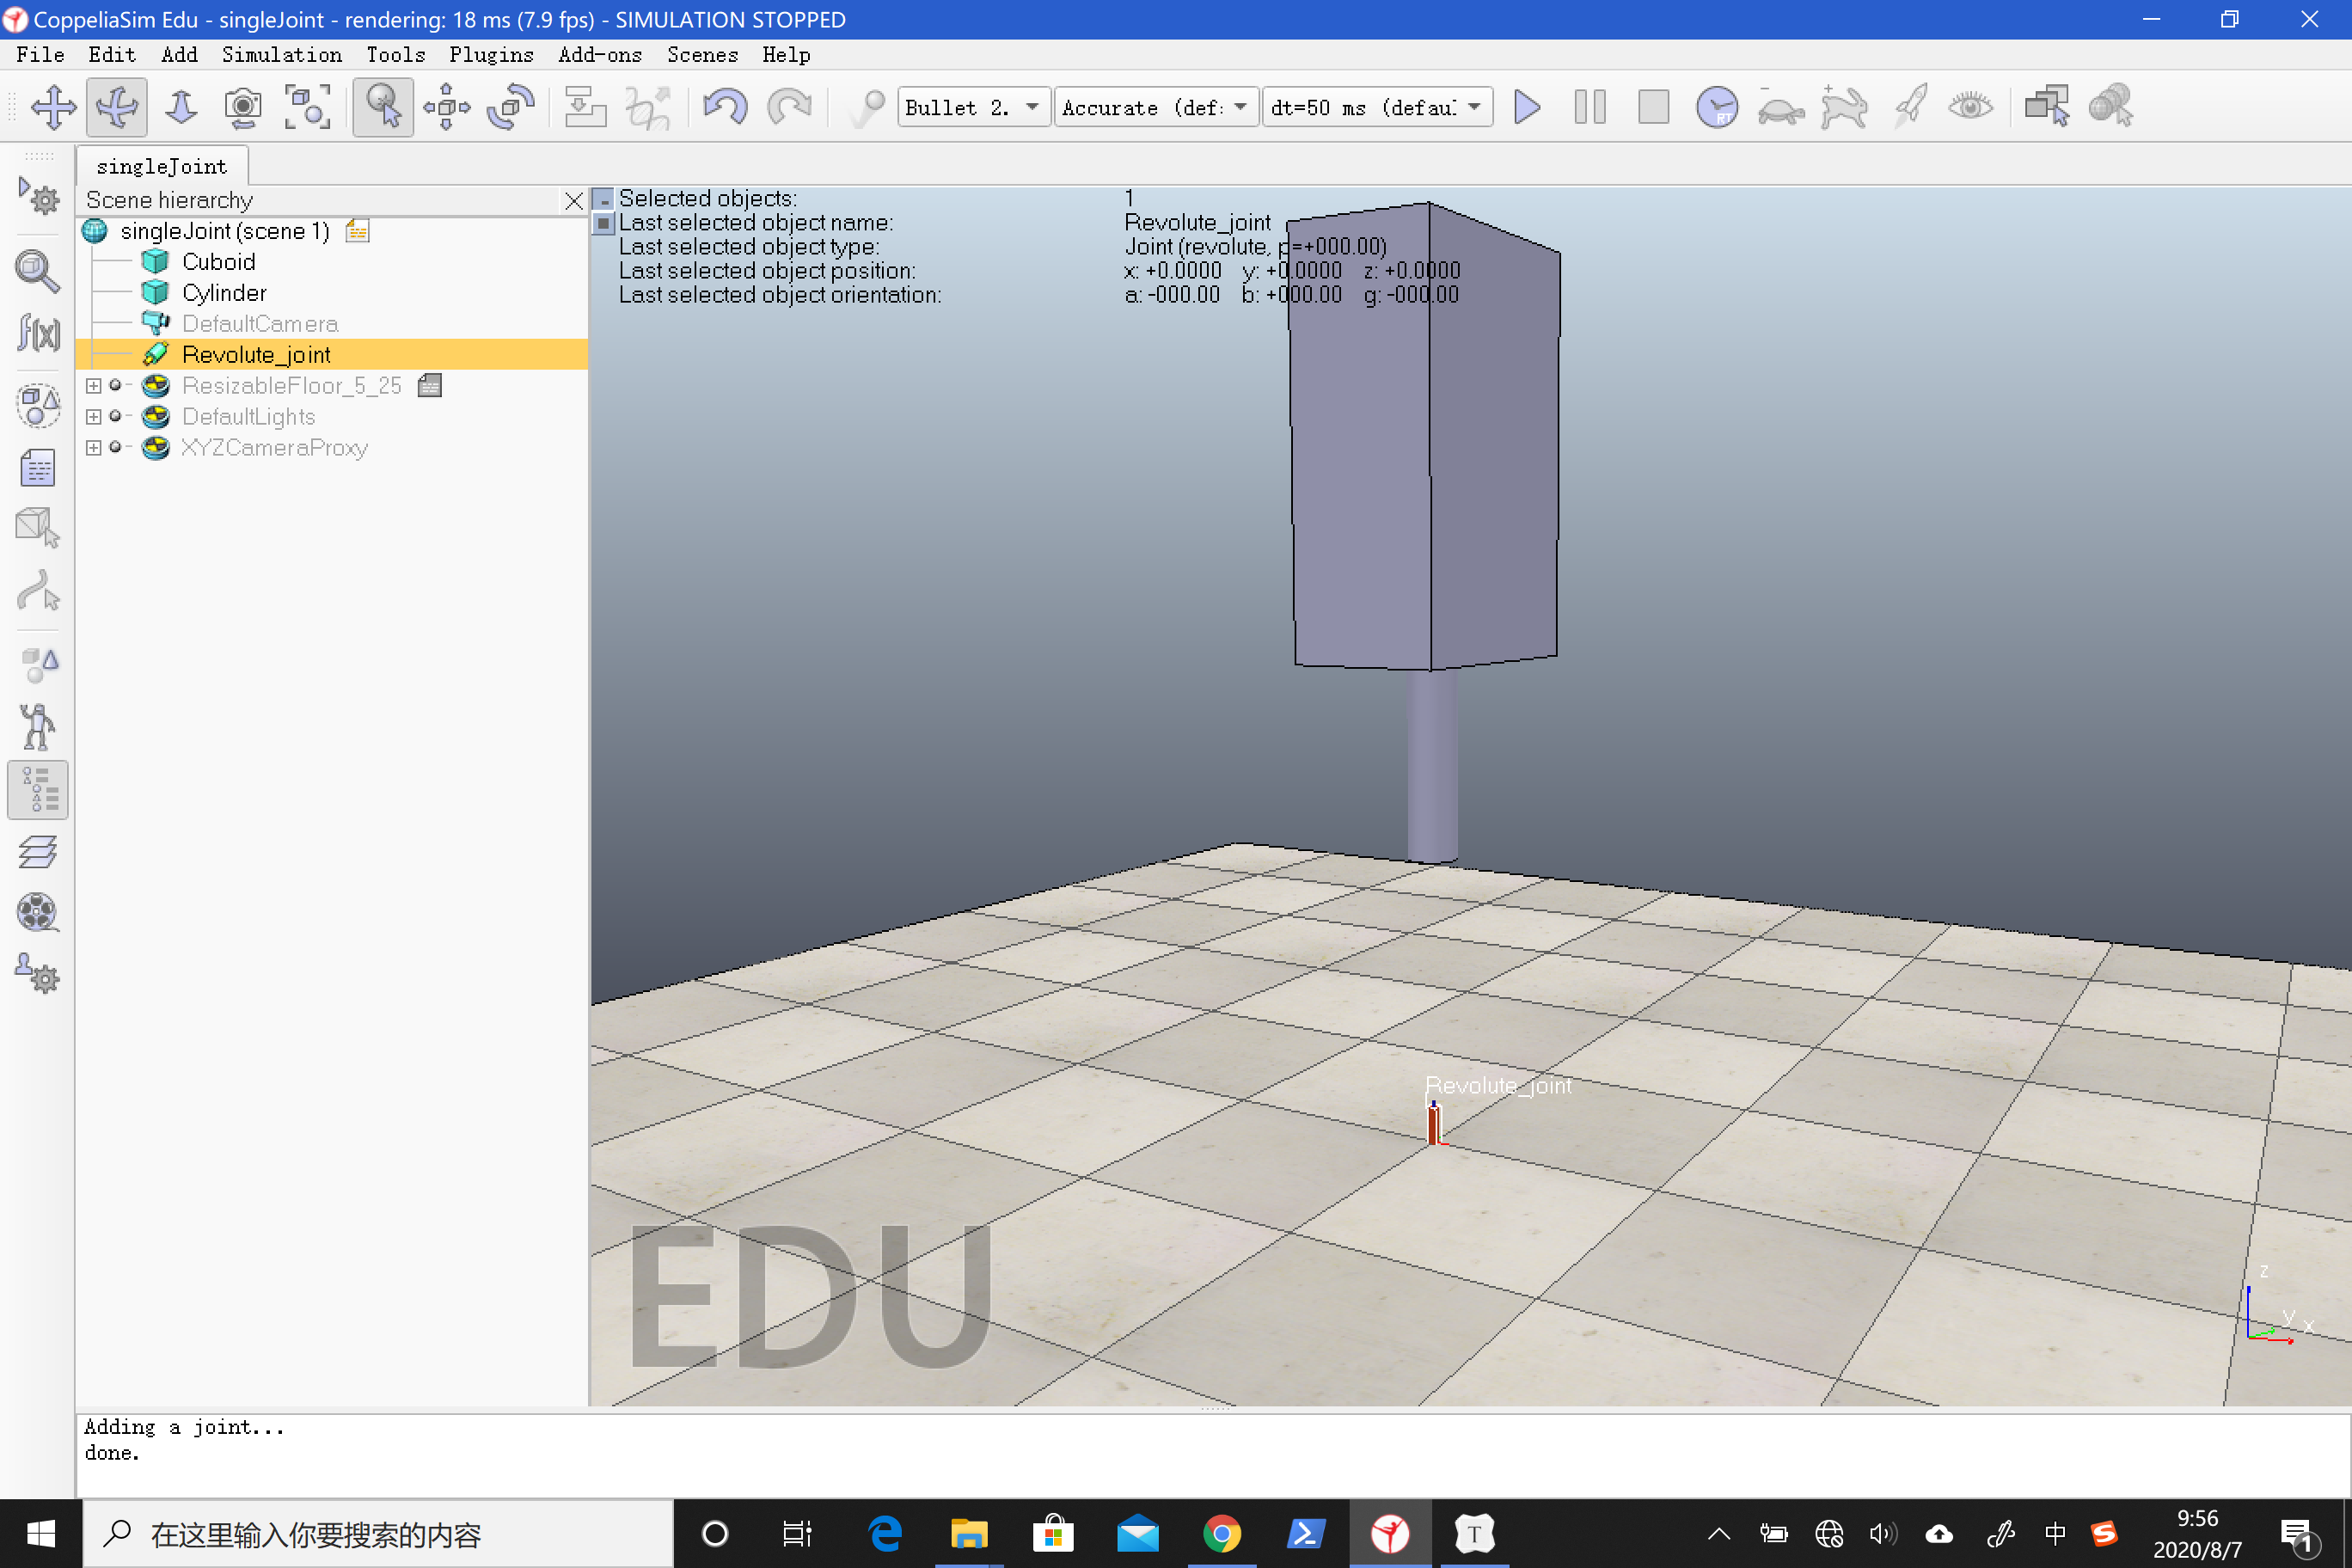 CoppeliaSim Edu - singleJoint - rendering: 18 ms (7.9 fps) - SIMULATION STOPPED
File Edit Add Simulation Tools Plugins Add-ons Scenes Help
Bullet 2. Accurate (def: dt=50 ms (defau
RT
f(x)
singleJoint
Scene hierarchy
singleJoint (scene 1)
Cuboid
Cylinder
DefaultCamera
Revolute_joint
ResizableFloor_5_25
DefaultLights
XYZCameraProxy
Selected objects: 1
Last selected object name: Revolute_joint
Last selected object type: Joint (revolute, p=+000.00)
Last selected object position: x: +0.0000 y: +0.0000 z: +0.0000
Last selected object orientation: a: -000.00 b: +000.00 g: -000.00
Revolute_joint
EDU
z
y x
Adding a joint...
done.
在这里输入你要搜索的内容
T
中
S
9:56
2020/8/7
1